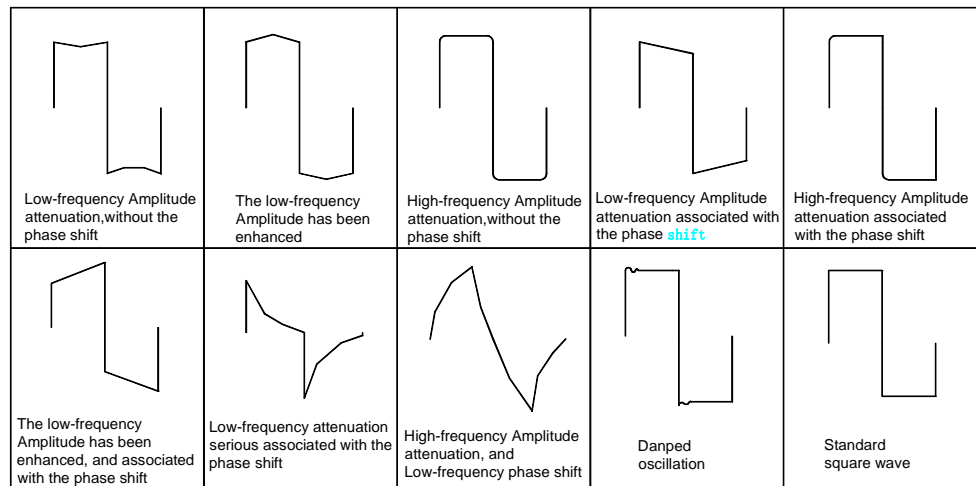 Low-frequency Amplitude
attenuation,without the
phase shift
The low-frequency
Amplitude has been
enhanced
High-frequency Amplitude
attenuation,without the
phase shift
Low-frequency Amplitude
attenuation associated with
the phase shift
High-frequency Amplitude
attenuation associated
with the phase shift
The low-frequency
Amplitude has been
enhanced, and associated
with the phase shift
Low-frequency attenuation
serious associated with the
phase shift
High-frequency Amplitude
attenuation, and
Low-frequency phase shift
Danped
oscillation
Standard
square wave